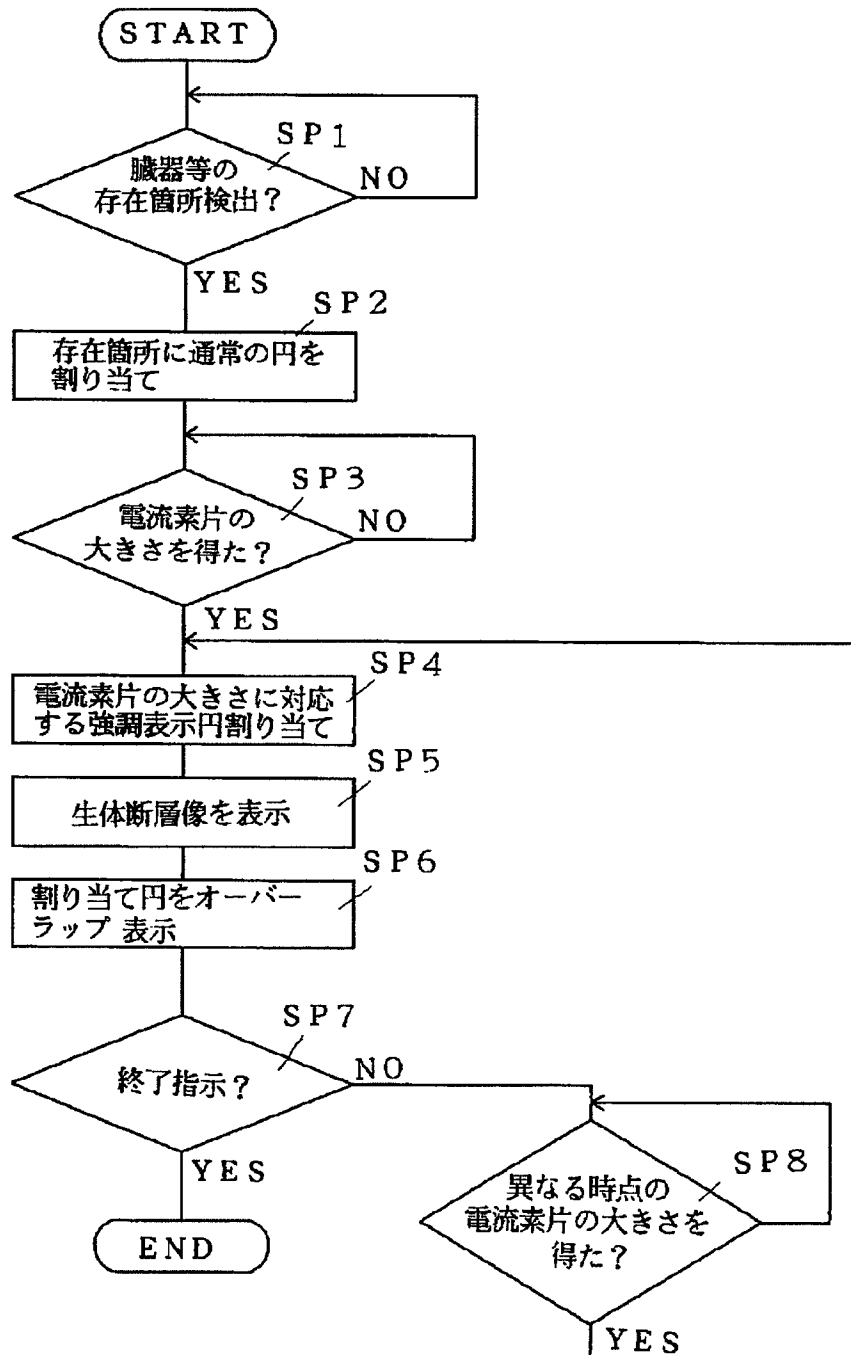 START
SP1
臓器等の
存在箇所検出？
NO
YES
SP2
存在箇所に通常の円を
割り当て
SP3
電流素片の
大きさを得た？
NO
YES
SP4
電流素片の大きさに対応
する強調表示円割り当て
SP5
生体断層像を表示
SP6
割り当て円をオーバー
ラップ 表示
SP7
終了指示？
NO
YES
END
SP8
異なる時点の
電流素片の大きさを
得た？
YES